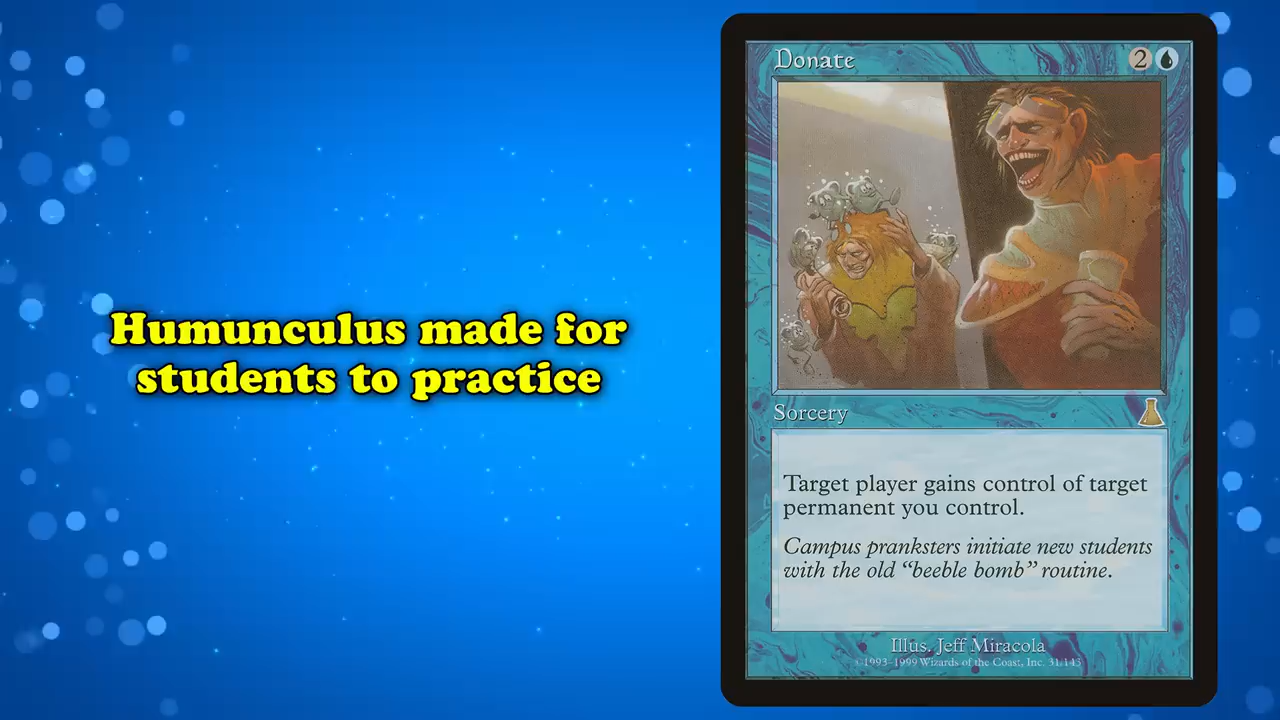 Humunculus made for
students to practice
Donate 2
Sorcery
Target player gains control of target
permanent you control.
Campus pranksters initiate new students
with the old “beeble bomb” routine.
Illus. Jeff Miracola
©1993-1999 Wizards of the Coast, Inc. 31/143